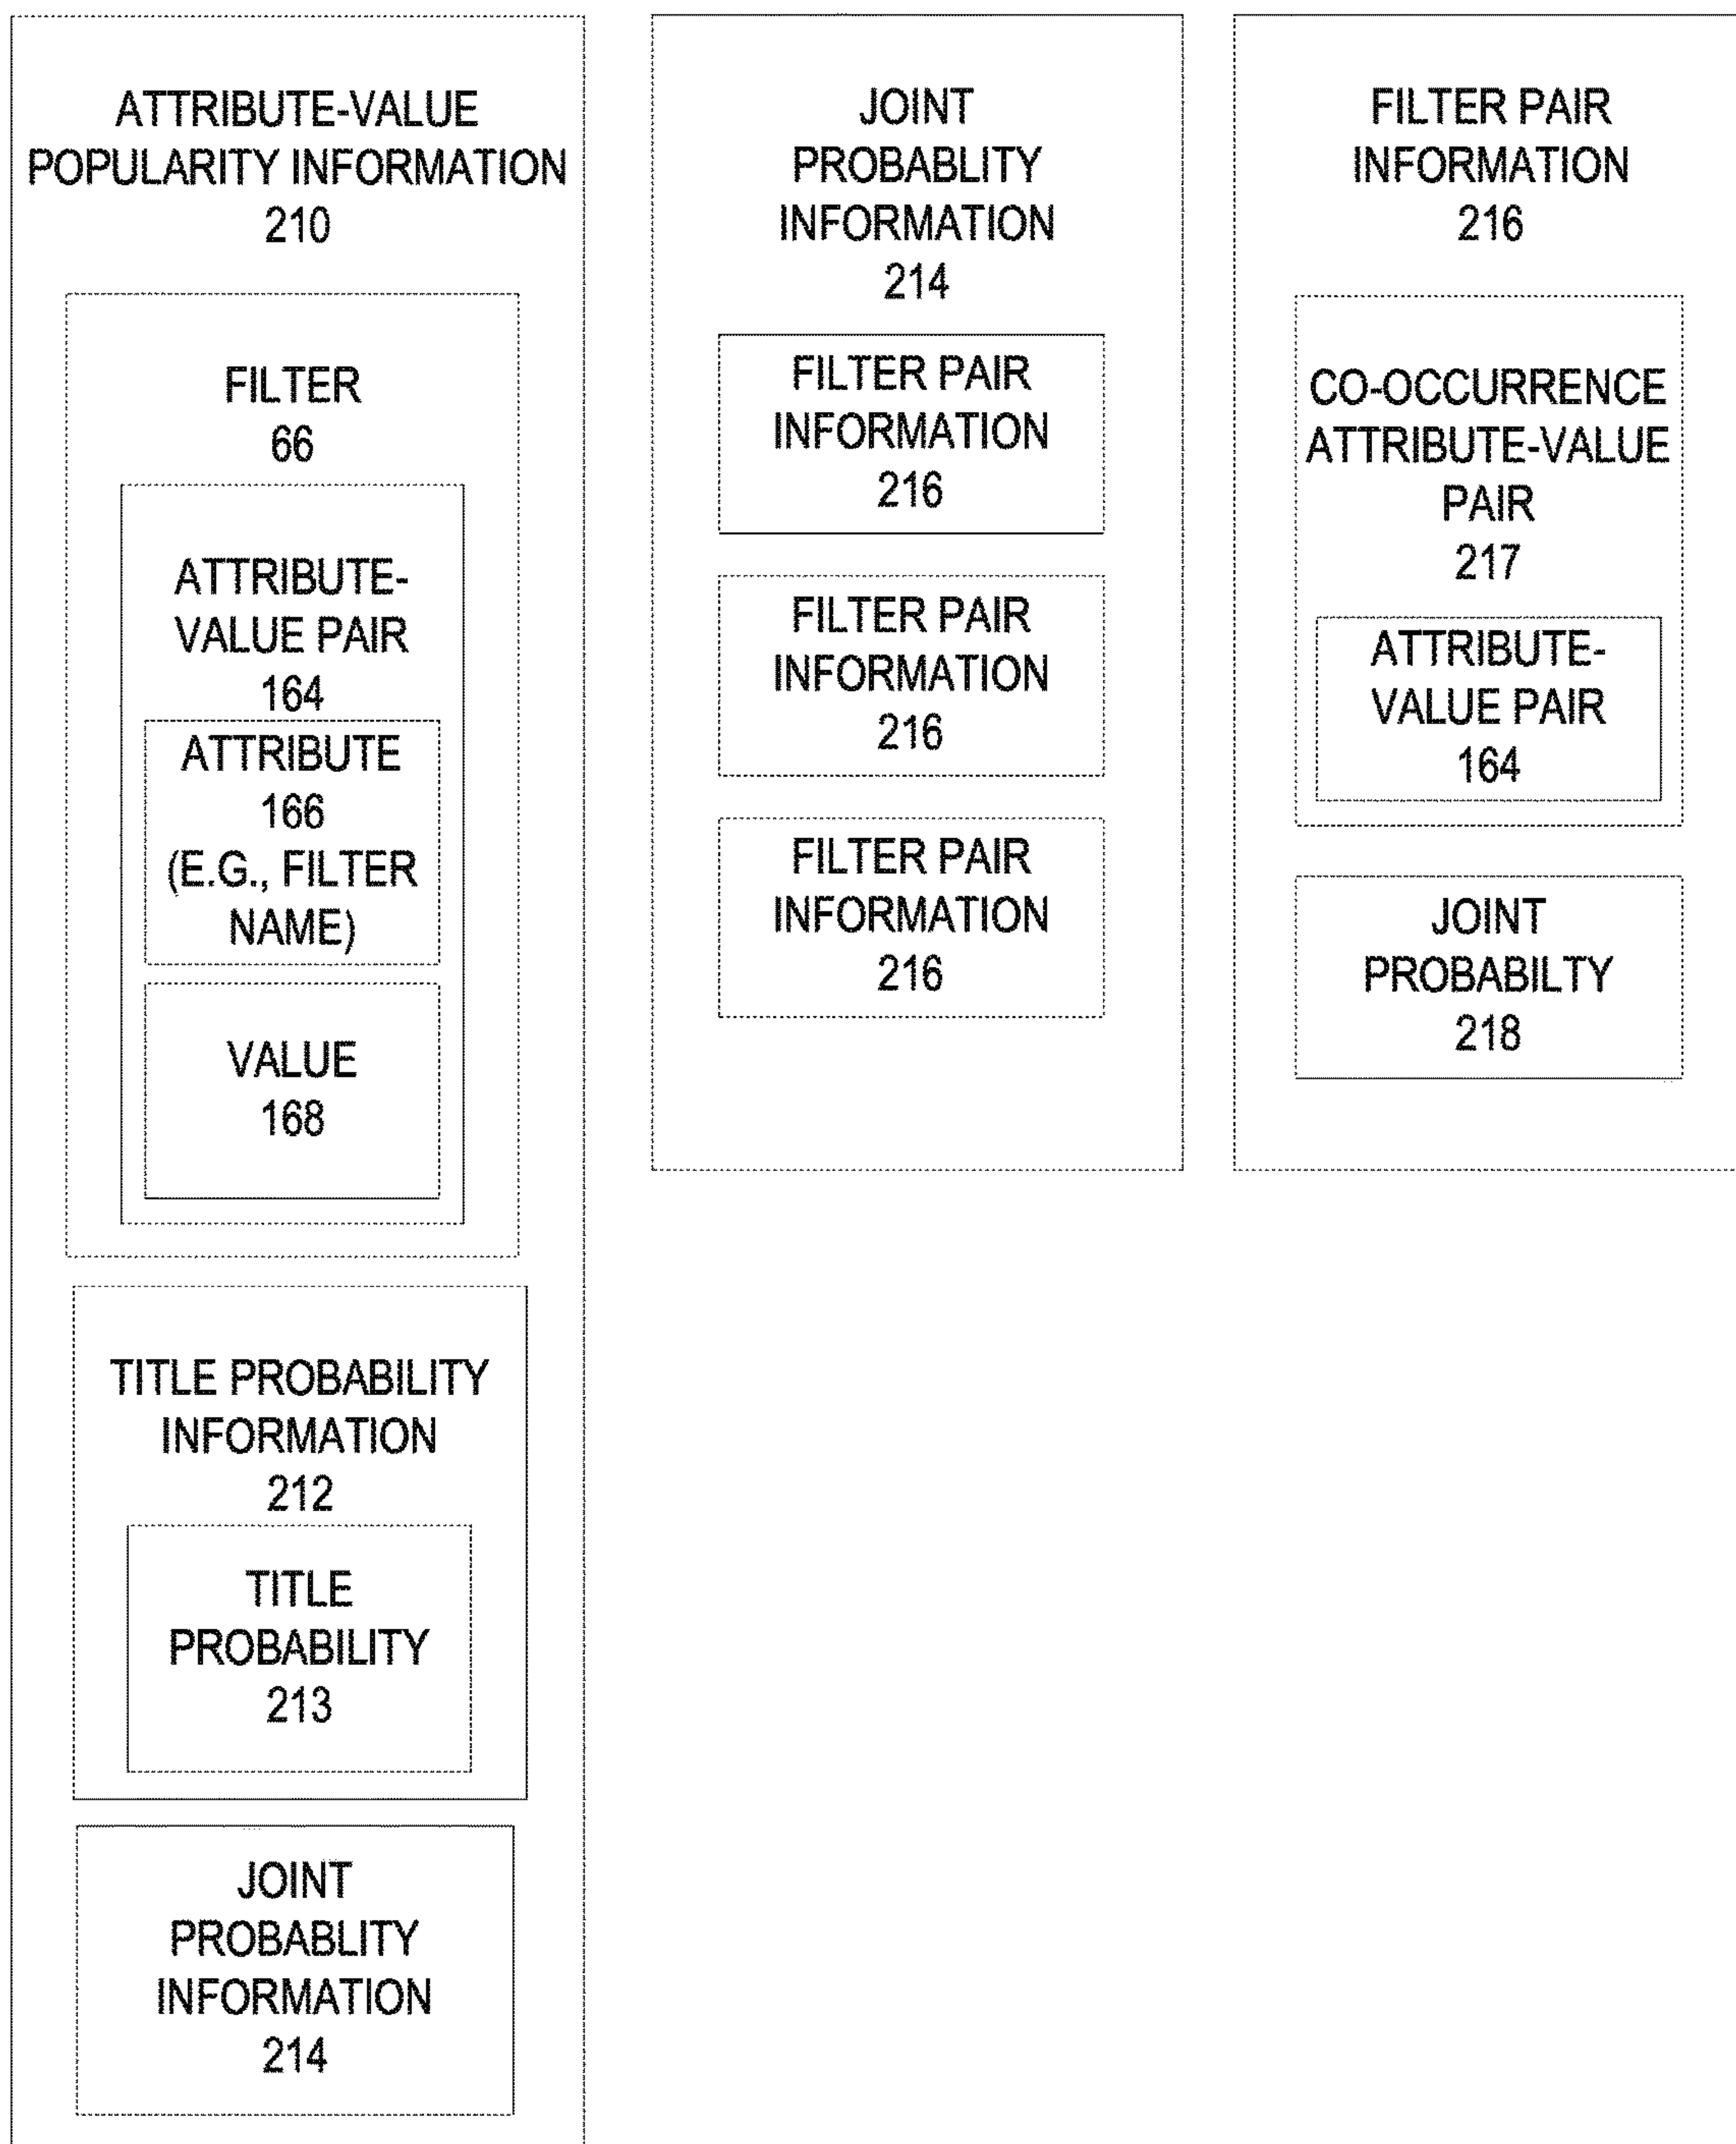 ATTRIBUTE-VALUE
POPULARITY INFORMATION
210
FILTER
66
ATTRIBUTE-
VALUE PAIR
164
ATTRIBUTE
166
(E.G., FILTER
NAME)
VALUE
168
TITLE PROBABILITY
INFORMATION
212
TITLE
PROBABILITY
213
JOINT
PROBABLITY
INFORMATION
214
JOINT
PROBABLITY
INFORMATION
214
FILTER PAIR
INFORMATION
216
FILTER PAIR
INFORMATION
216
FILTER PAIR
INFORMATION
216
FILTER PAIR
INFORMATION
216
CO-OCCURRENCE
ATTRIBUTE-VALUE
PAIR
217
ATTRIBUTE-
VALUE PAIR
164
JOINT
PROBABILTY
218